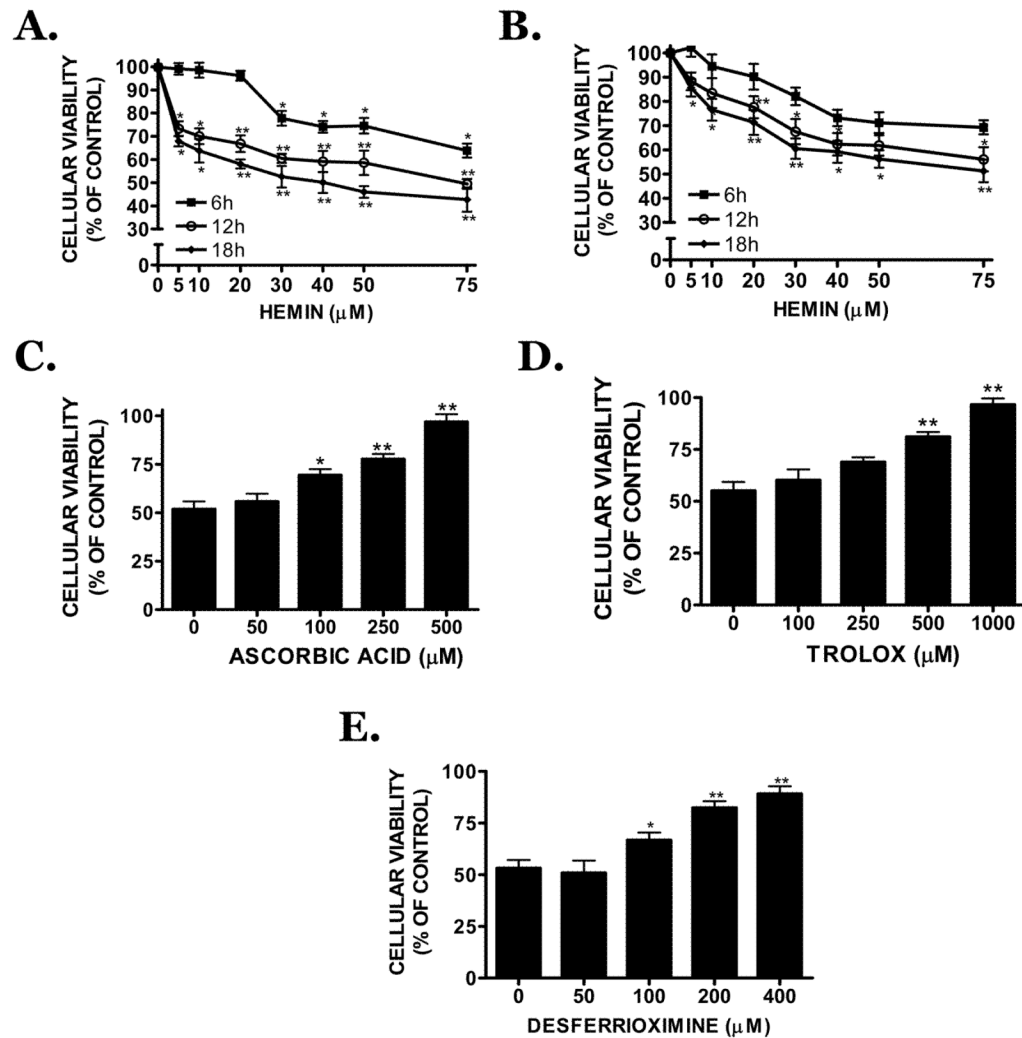 A.
CELLULAR VIABILITY
(% OF CONTROL)
100
90
80
70
60
50
40
30
0
* * ** * * * *
** ** ** **
* * ** ** ** ** **
6h
12h
18h
0 5 10 20 30 40 50 75
HEMIN (μM)
B.
CELLULAR VIABILITY
(% OF CONTROL)
100
90
80
70
60
50
40
30
0
** * * *
* * ** ** * * **
6h
12h
18h
0 5 10 20 30 40 50 75
HEMIN (μM)
C.
CELLULAR VIABILITY
(% OF CONTROL)
100
75
50
25
0
* ** **
0 50 100 250 500
ASCORBIC ACID (μM)
D.
CELLULAR VIABILITY
(% OF CONTROL)
100
75
50
25
0
** **
0 100 250 500 1000
TROLOX (μM)
E.
CELLULAR VIABILITY
(% OF CONTROL)
100
75
50
25
0
* ** **
0 50 100 200 400
DESFERRIOXIMINE (μM)